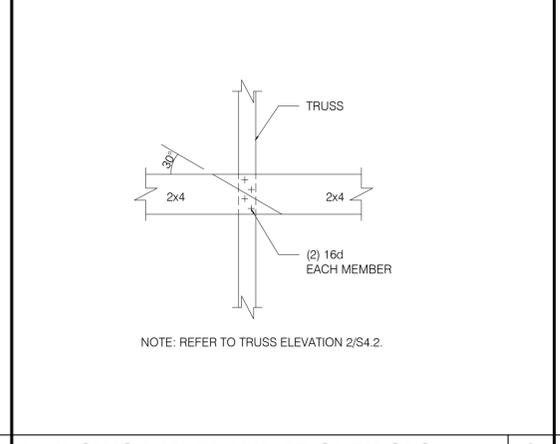 TRUSS
30°
2x4
2x4
(2) 16d
EACH MEMBER
NOTE: REFER TO TRUSS ELEVATION 2/S4.2.